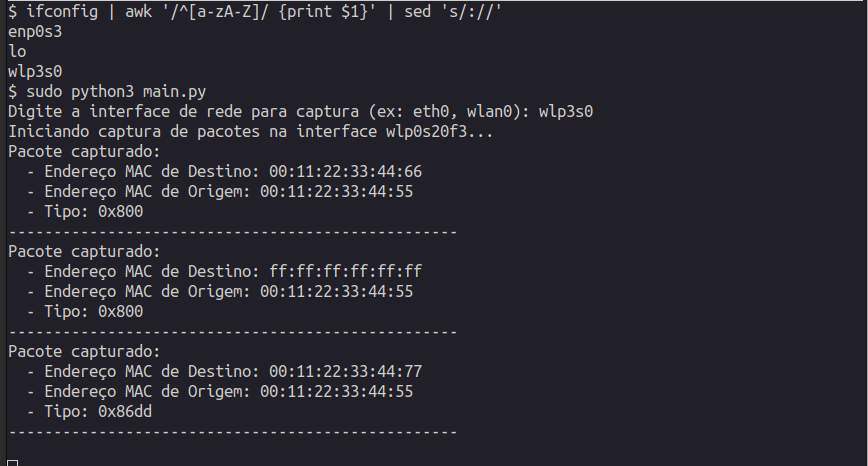 $ ifconfig | awk '/^[a-zA-Z]/ {print $1}' | sed 's/://'
enp0s3
lo
wlp3s0
$ sudo python3 main.py
Digite a interface de rede para captura (ex: eth0, wlan0): wlp3s0
Iniciando captura de pacotes na interface wlp0s20f3...
Pacote capturado:
  - Endereço MAC de Destino: 00:11:22:33:44:66
  - Endereço MAC de Origem: 00:11:22:33:44:55
  - Tipo: 0x800
--------------------------------------------------
Pacote capturado:
  - Endereço MAC de Destino: ff:ff:ff:ff:ff:ff
  - Endereço MAC de Origem: 00:11:22:33:44:55
  - Tipo: 0x800
--------------------------------------------------
Pacote capturado:
  - Endereço MAC de Destino: 00:11:22:33:44:77
  - Endereço MAC de Origem: 00:11:22:33:44:55
  - Tipo: 0x86dd
--------------------------------------------------